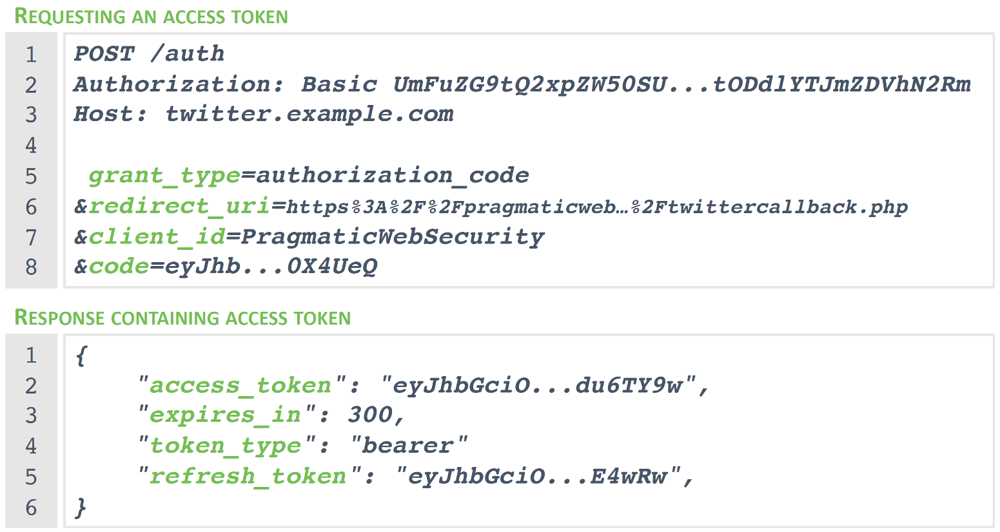 REQUESTING AN ACCESS TOKEN
1 POST /auth
2 Authorization: Basic UmFuZG9tQ2xpZW50SU...tODdlYTJmZDVhN2Rm
3 Host: twitter.example.com
4
5 grant_type=authorization_code
6 &redirect_uri=https%3A%2F%2Fpragmaticweb…%2Ftwittercallback.php
7 &client_id=PragmaticWebSecurity
8 &code=eyJhb...0X4UeQ
RESPONSE CONTAINING ACCESS TOKEN
1 {
2 "access_token": "eyJhbGciO...du6TY9w",
3 "expires_in": 300,
4 "token_type": "bearer"
5 "refresh_token": "eyJhbGciO...E4wRw",
6 }